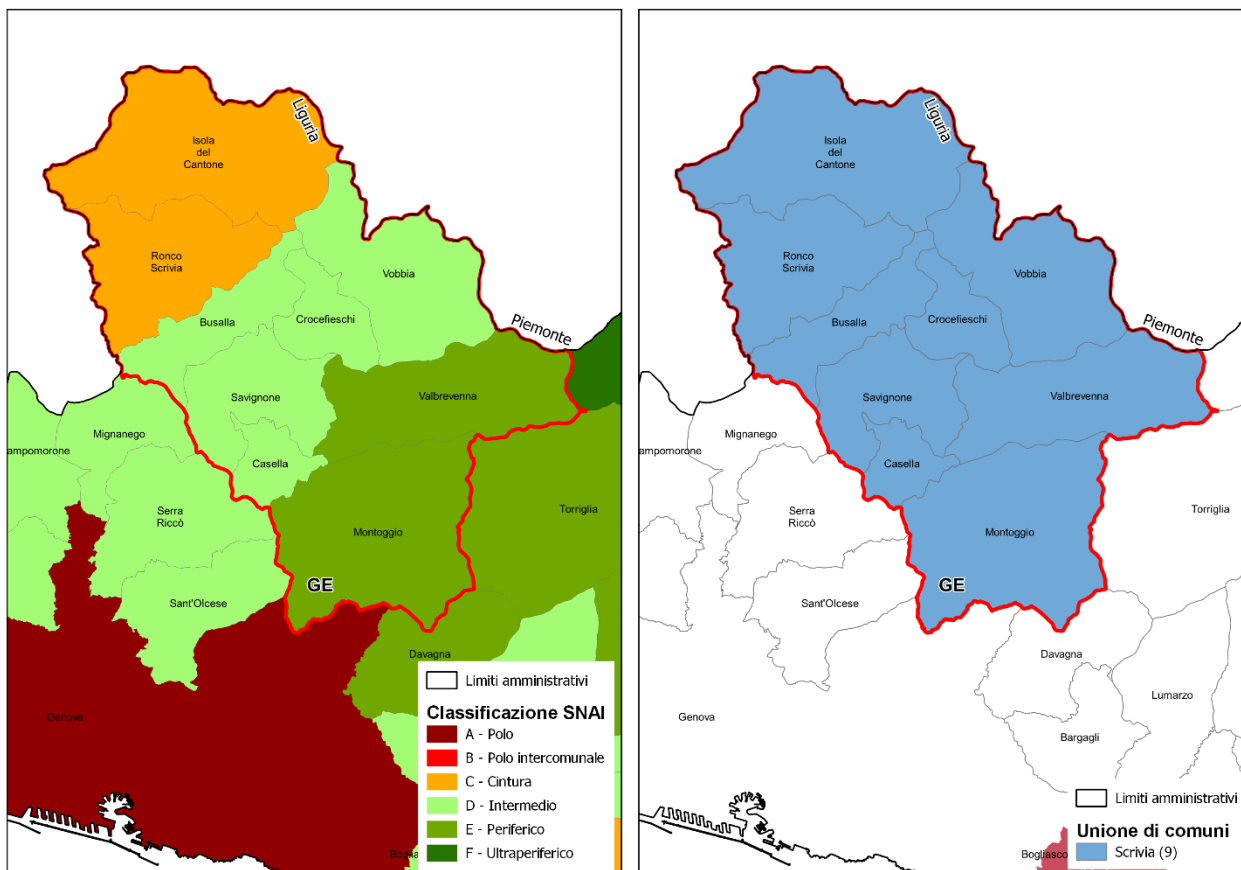 Liguria
Isola
del
Cantone
Ronco
Scrivia
Vobbia
Busalla
Crocefieschi
Piemonte
Savignone
Valbrevenna
Mignanego
ampomorone
Casella
Serra
Riccò
Torriglia
Montoggio
GE
Sant'Olcese
Davagna
Genova
Limiti amministrativi
Classificazione SNAI
A - Polo
B - Polo intercomunale
C - Cintura
D - Intermedio
E - Periferico
F - Ultraperiferico
Boglia
Liguria
Isola
del
Cantone
Ronco
Scrivia
Vobbia
Busalla
Crocefieschi
Piemonte
Savignone
Valbrevenna
Mignanego
ampomorone
Casella
Serra
Riccò
Torriglia
Montoggio
GE
Sant'Olcese
Davagna
Lumarzo
Genova
Bargagli
Limiti amministrativi
Unione di comuni
Bogliasco
Scrivia (9)